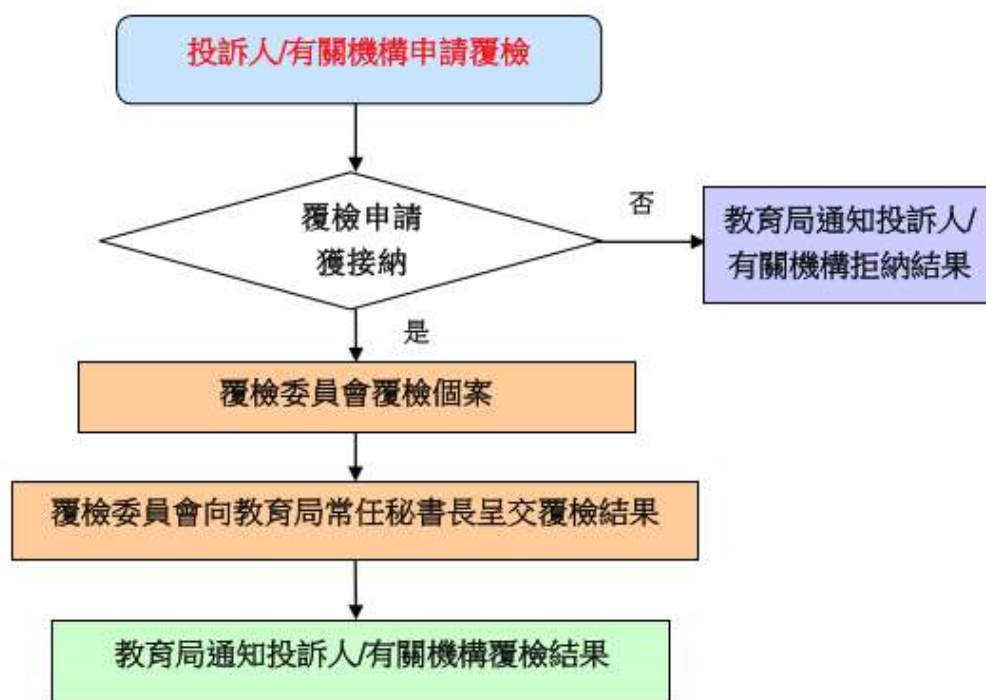 投訴人/有關機構申請覆檢
覆檢申請
獲接納
否
教育局通知投訴人/
有關機構拒納結果
是
覆檢委員會覆檢個案
覆檢委員會向教育局常任秘書長呈交覆檢結果
教育局通知投訴人/有關機構覆檢結果